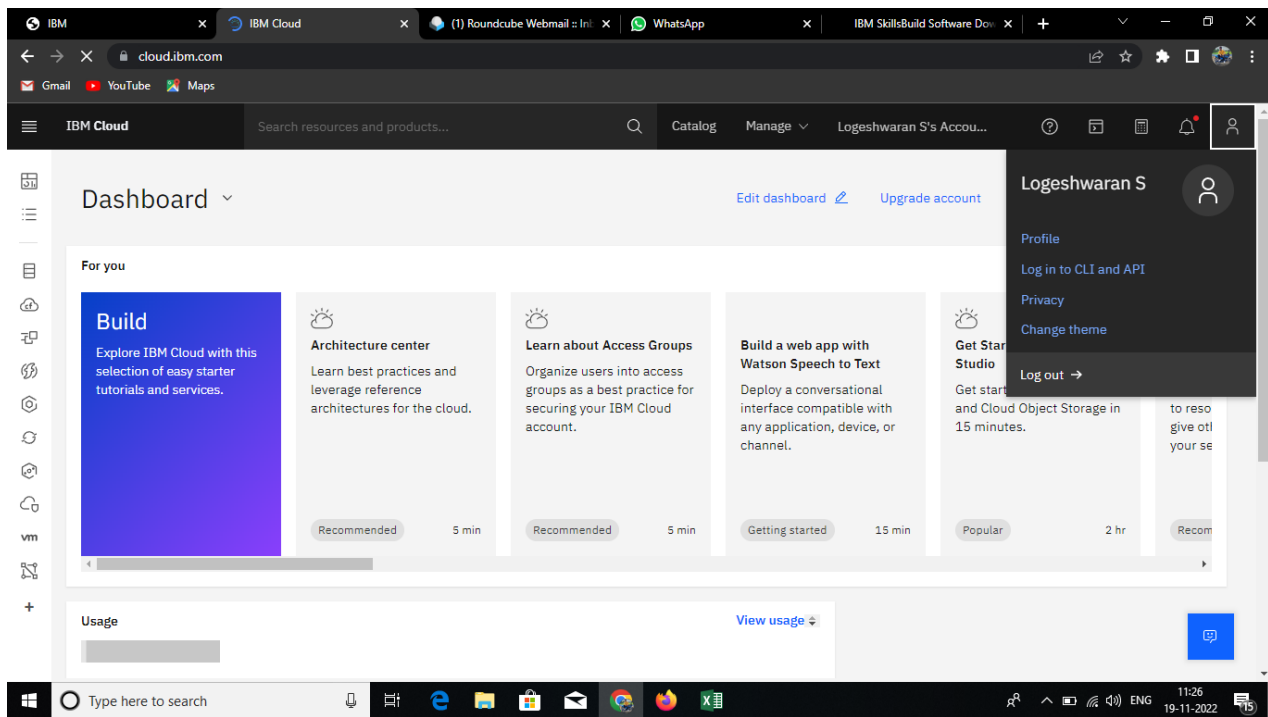 IBM
IBM Cloud
(1) Roundcube Webmail :: Inb
WhatsApp
IBM SkillsBuild Software Dow
cloud.ibm.com
Gmail
YouTube
Maps
IBM Cloud
Search resources and products...
Catalog
Manage
Logeshwaran S's Accou...
Dashboard
Edit dashboard
Upgrade account
Logeshwaran S
Profile
Log in to CLI and API
Privacy
Change theme
Log out →
For you
Build
Explore IBM Cloud with this
selection of easy starter
tutorials and services.
Architecture center
Learn best practices and
leverage reference
architectures for the cloud.
Recommended 5 min
Learn about Access Groups
Organize users into access
groups as a best practice for
securing your IBM Cloud
account.
Recommended 5 min
Build a web app with
Watson Speech to Text
Deploy a conversational
interface compatible with
any application, device, or
channel.
Getting started 15 min
Get Star
Studio
Get start
and Cloud Object Storage in
15 minutes.
Popular 2 hr
to reso
give oth
your se
Recom
cf
vm
Usage
View usage
Type here to search
ENG
11:26
19-11-2022
15